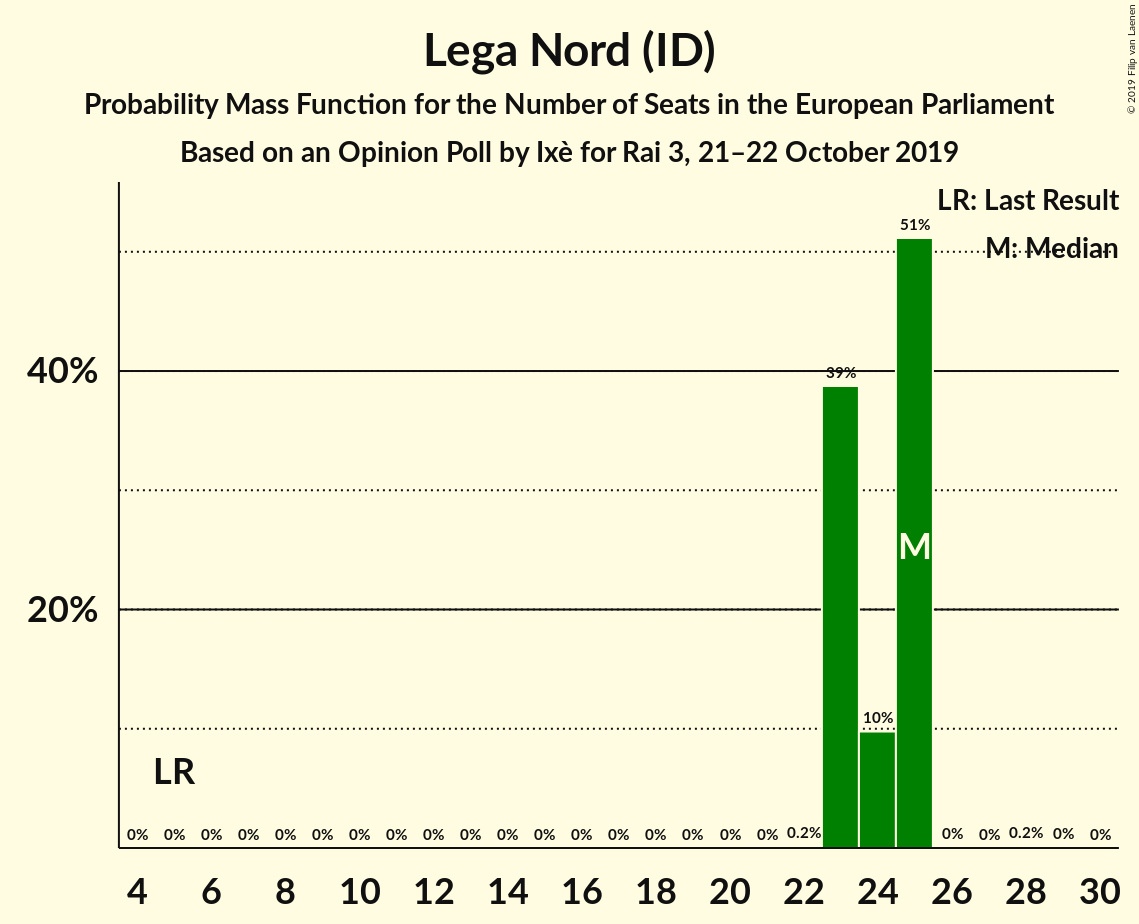 Lega Nord (ID)
Probability Mass Function for the Number of Seats in the European Parliament
Based on an Opinion Poll by Ixè for Rai 3, 21–22 October 2019
© 2019 Filip van Laenen
LR: Last Result
M: Median
51%
40%
39%
M
20%
10%
LR
0% 0% 0% 0% 0% 0% 0% 0% 0% 0% 0% 0% 0% 0% 0% 0% 0% 0% 0.2% 0% 0% 0.2% 0% 0%
4 6 8 10 12 14 16 18 20 22 24 26 28 30